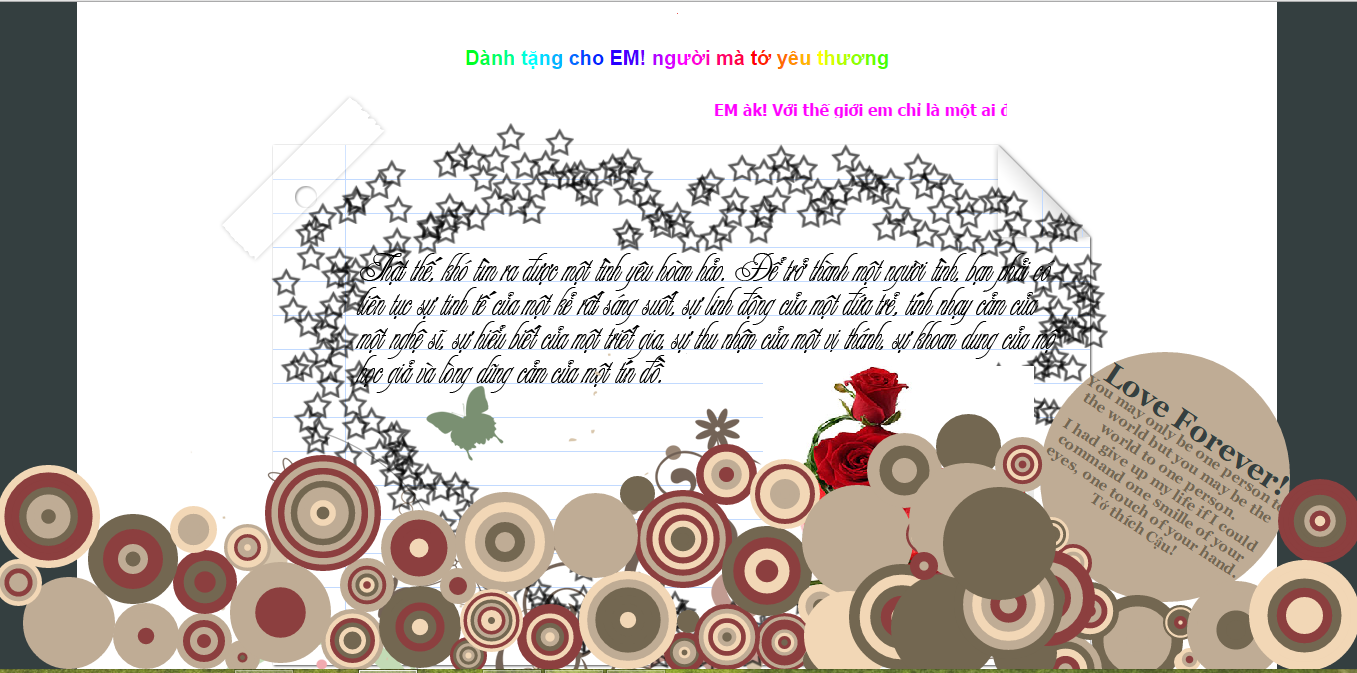 Dành tặng cho EM! người mà tớ yêu thương
EM àk! Với thế giới em chỉ là một ai
Thật thế, khó tìm ra được một tình yêu hoàn hảo. Để trở thành một người tình, bạn phải có
liên tục sự tinh tế của một kẻ rất sáng suốt, sự linh động của một đứa trẻ, tính nhạy cảm của
một nghệ sĩ, sự hiểu biết của một triết gia, sự thu nhận của một vị thánh, sự khoan dung của một
học giả và lòng dũng cảm của một tín đồ.
Love Forever!
You may only be one person to
the world but you may be the
world to one person.
I had give up my life if I could
command one smille of your
eyes, one touch of your hand.
Tớ thích Cậu!